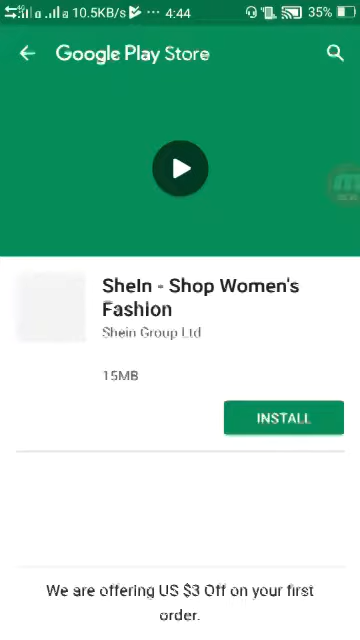 10.5KB/s ... 4:44 35%
Google Play Store
SheIn - Shop Women's
Fashion
Shein Group Ltd
15MB
INSTALL
We are offering US $3 Off on your first
order.